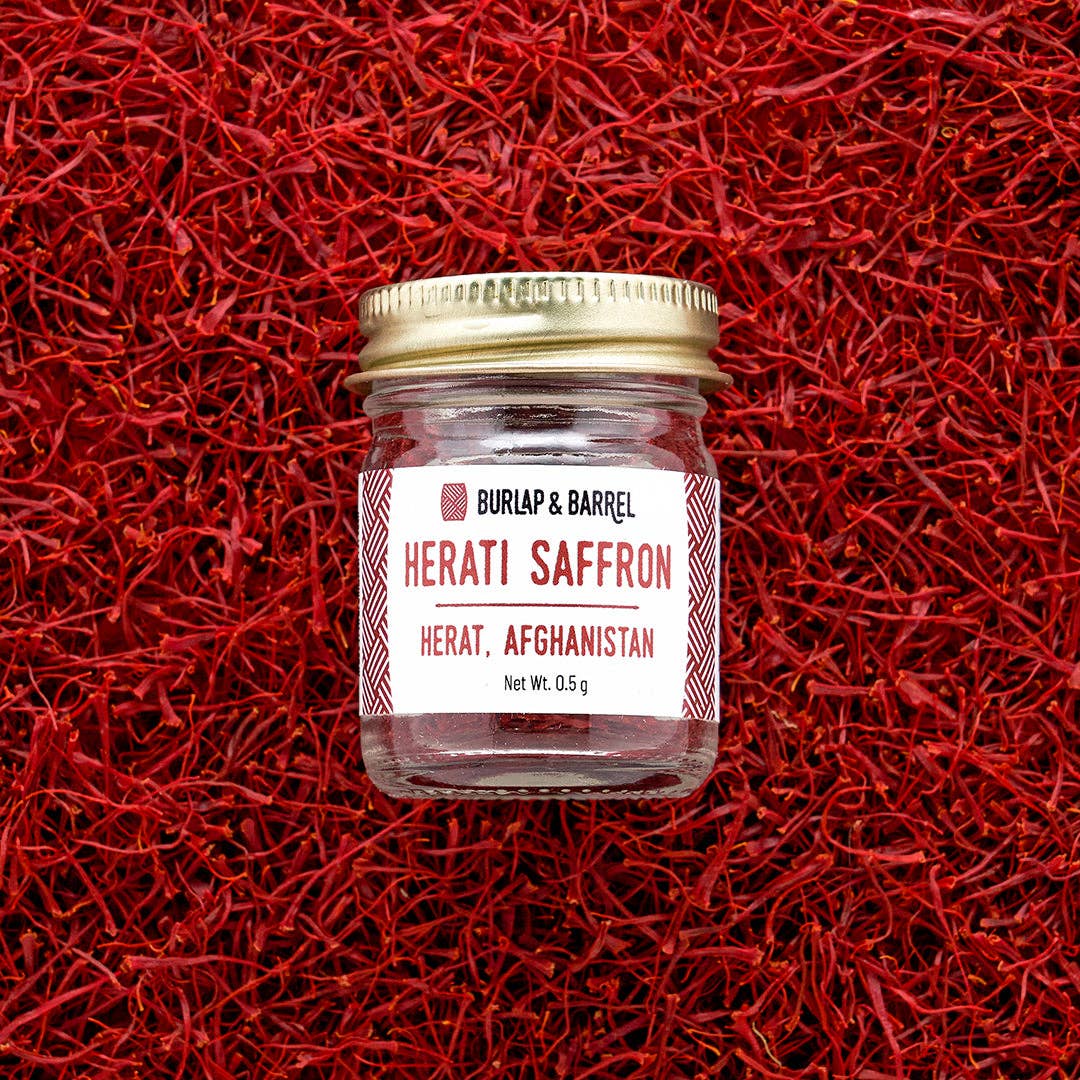 BURLAP & BARREL
HERATI SAFFRON
HERAT, AFGHANISTAN
Net Wt. 0.5 g